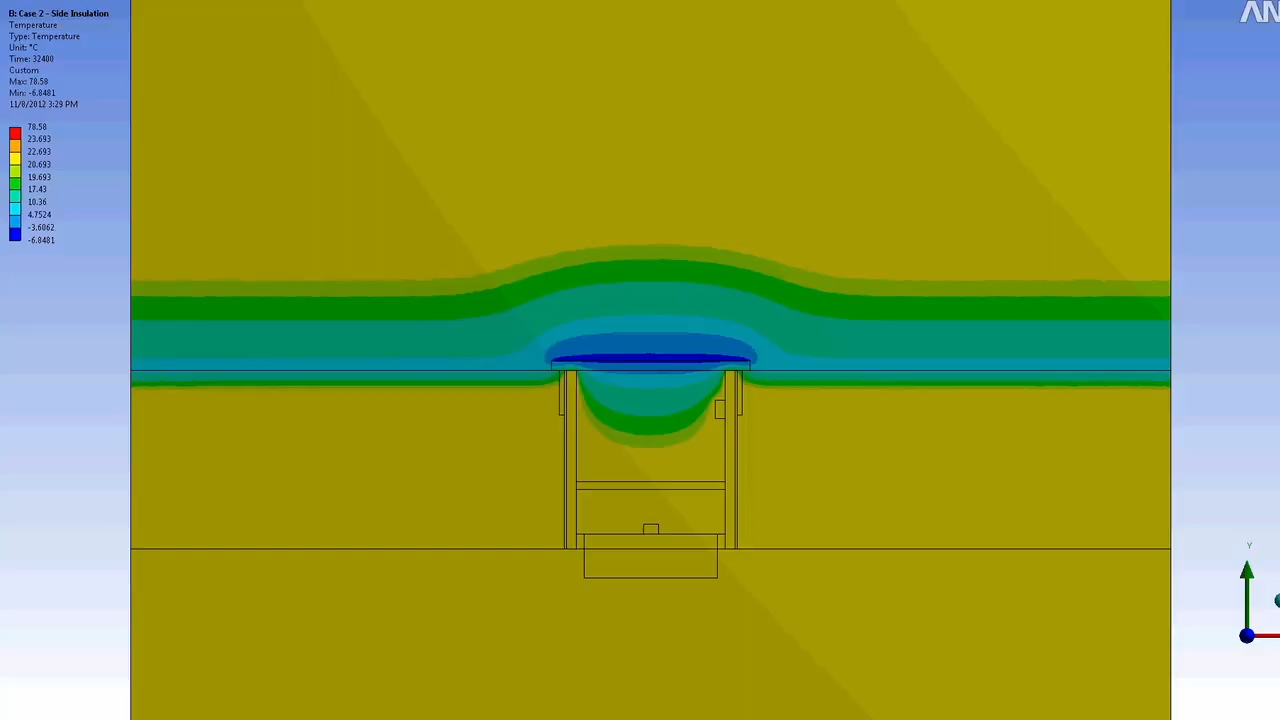 B: Case 2 - Side Insulation
Temperature
Type: Temperature
Unit: °C
Time: 32400
Custom
Max: 78.58
Min: -6.8481
11/8/2012 3:29 PM
78.58
23.693
22.693
20.693
19.693
17.43
10.36
4.7524
-3.6062
-6.8481
AN
Y